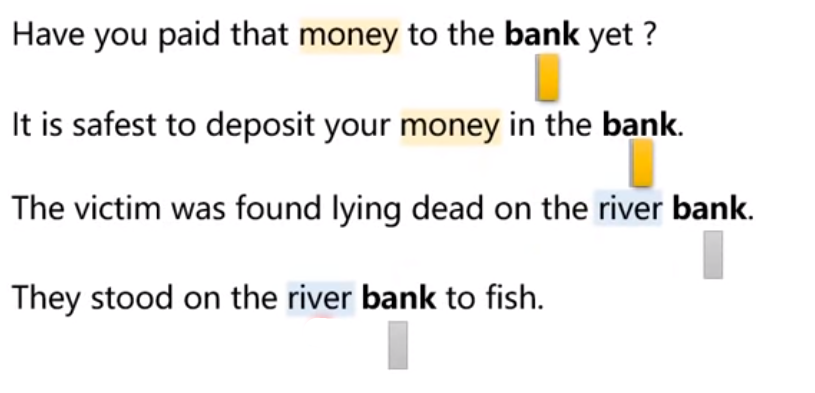 Have you paid that money to the bank yet ?
It is safest to deposit your money in the bank.
The victim was found lying dead on the river bank.
They stood on the river bank to fish.